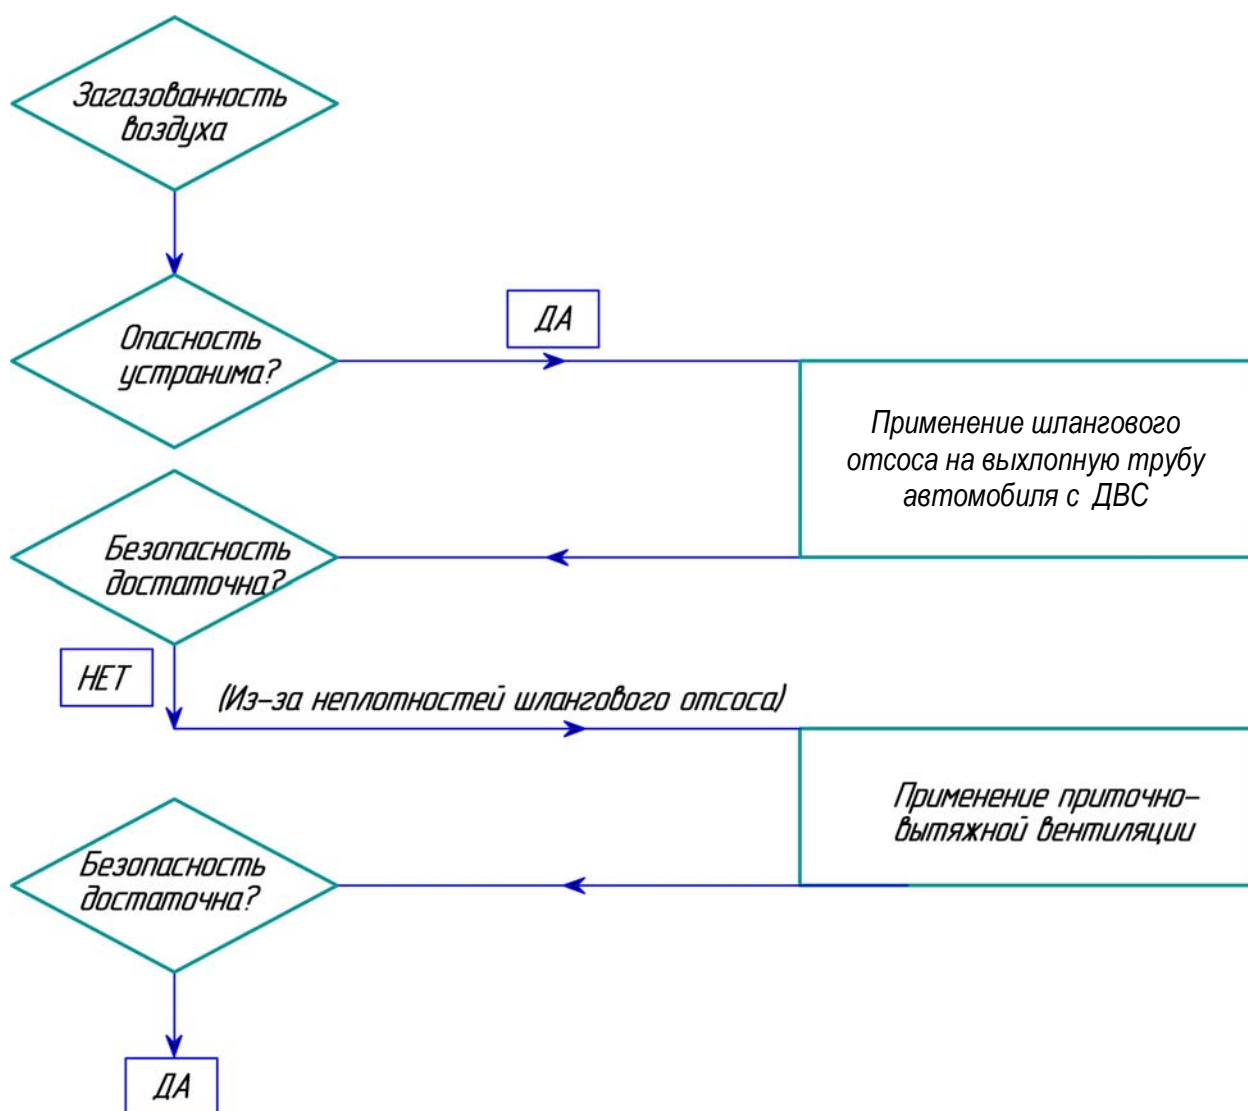 Загазованность
воздуха
Опасность
устранима?
ДА
Применение шлангового
отсоса на выхлопную трубу
автомобиля с ДВС
Безопасность
достаточна?
НЕТ
(Из-за неплотностей шлангового отсоса)
Применение приточно-
вытяжной вентиляции
Безопасность
достаточна?
ДА